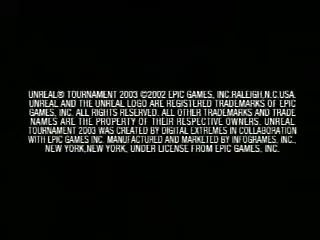 UNREAL® TOURNAMENT 2003 ©2002 EPIC GAMES, INC.RALEIGH,N.C.USA.
UNREAL AND THE UNREAL LOGO ARE REGISTERED TRADEMARKS OF EPIC
GAMES, INC. ALL RIGHTS RESERVED. ALL OTHER TRADEMARKS AND TRADE
NAMES ARE THE PROPERTY OF THEIR RESPECTIVE OWNERS. UNREAL
TOURNAMENT 2003 WAS CREATED BY DIGITAL EXTREMES IN COLLABORATION
WITH EPIC GAMES INC. MANUFACTURED AND MARKETED BY INFOGRAMES, INC.,
NEW YORK,NEW YORK, UNDER LICENSE FROM EPIC GAMES, INC.